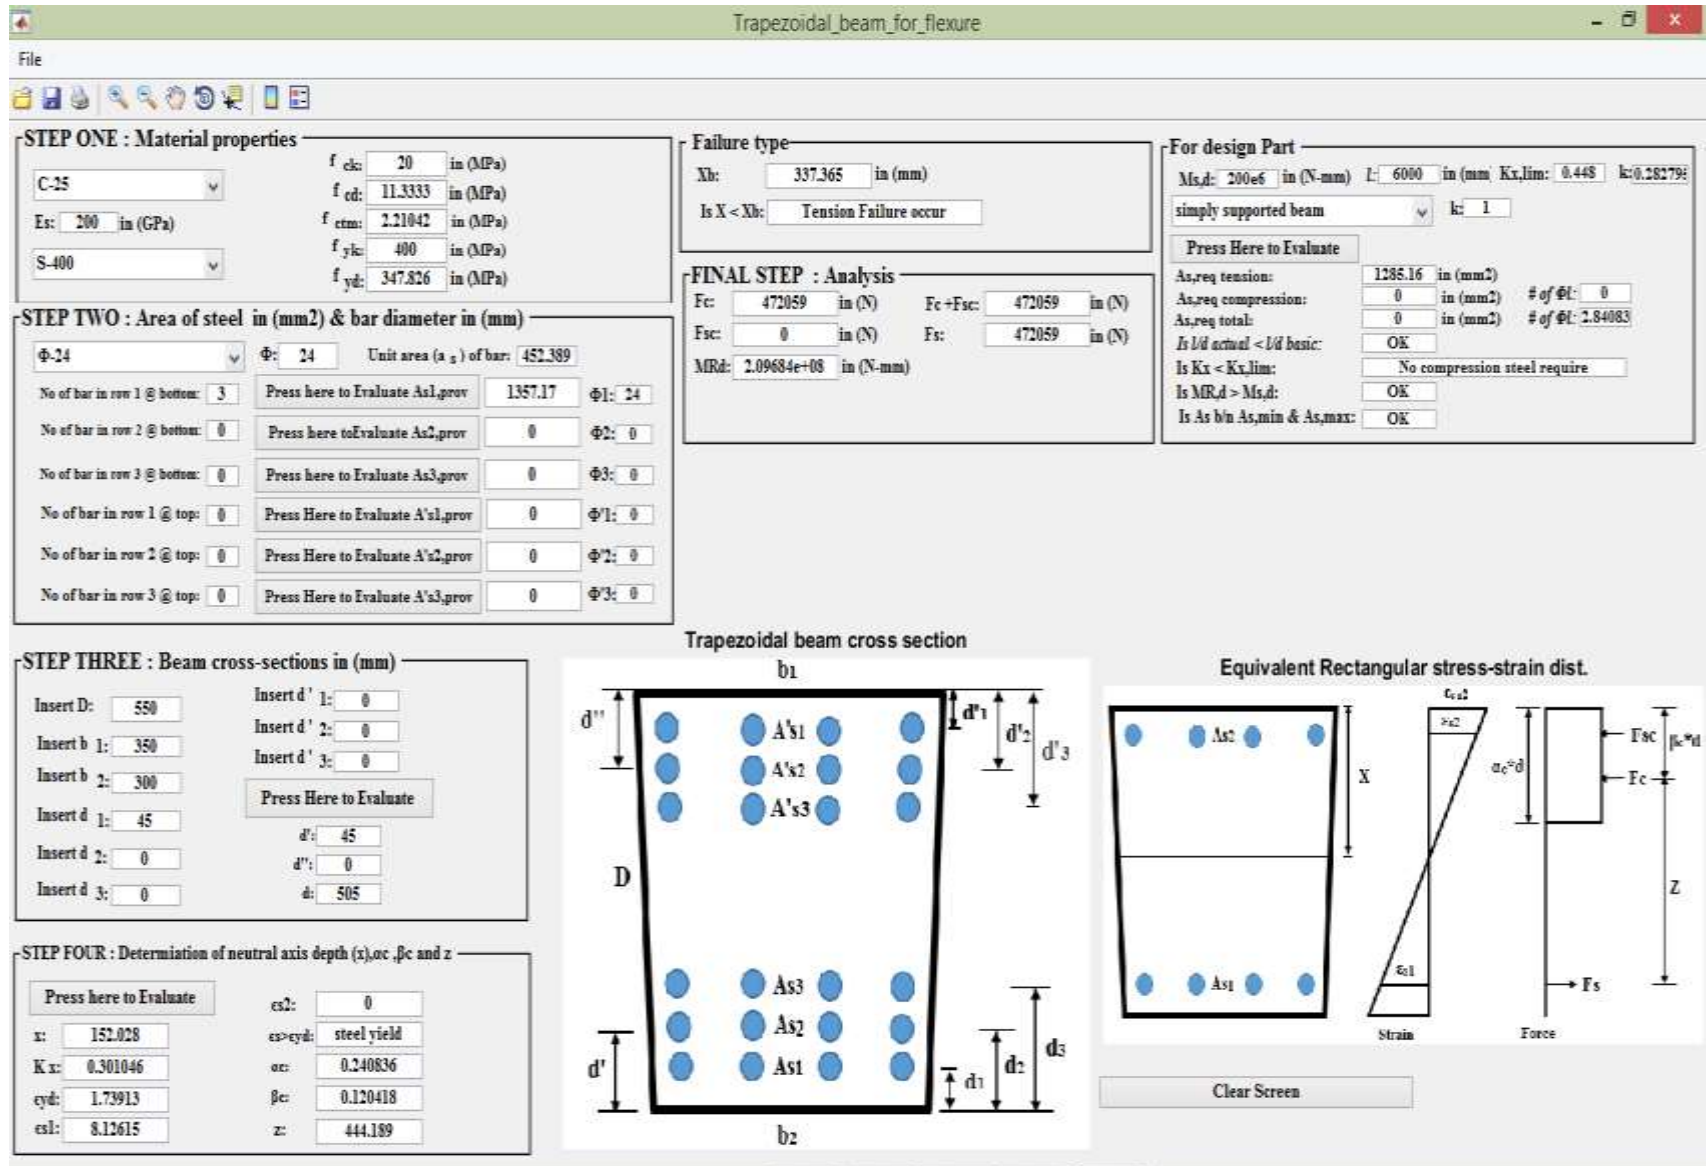 Trapezoidal_beam_for_flexure
File
STEP ONE : Material properties
C-25
Es: 200 in (GPa)
S-400
f ck: 20 in (MPa)
f cd: 11.3333 in (MPa)
f ctm: 2.21042 in (MPa)
f yk: 400 in (MPa)
f yd: 347.826 in (MPa)
STEP TWO : Area of steel in (mm2) & bar diameter in (mm)
Φ-24 Φ: 24 Unit area (a s ) of bar: 452.389
No of bar in row 1 @ bottom: 3 Press here to Evaluate As1,prov 1357.17 Φ1: 24
No of bar in row 2 @ bottom: 0 Press here toEvaluate As2,prov 0 Φ2: 0
No of bar in row 3 @ bottom: 0 Press here to Evaluate As3,prov 0 Φ3: 0
No of bar in row 1 @ top: 0 Press Here to Evaluate A's1,prov 0 Φ'1: 0
No of bar in row 2 @ top: 0 Press Here to Evaluate A's2,prov 0 Φ'2: 0
No of bar in row 3 @ top: 0 Press Here to Evaluate A's3,prov 0 Φ'3: 0
Failure type
Xb: 337.365 in (mm)
Is X < Xb: Tension Failure occur
FINAL STEP : Analysis
Fc: 472059 in (N) Fc +Fsc: 472059 in (N)
Fsc: 0 in (N) Fs: 472059 in (N)
MRd: 2.09684e+08 in (N-mm)
For design Part
Ms,d: 200e6 in (N-mm) L: 6000 in (mm Kx,lim: 0.448 k: 0.28279
simply supported beam k: 1
Press Here to Evaluate
As,req tension: 1285.16 in (mm2)
As,req compression: 0 in (mm2) # of Φl: 0
As,req total: 0 in (mm2) # of Φl: 2.84083
Is l/d actual < l/d basic: OK
Is Kx < Kx,lim: No compression steel require
Is MR,d > Ms,d: OK
Is As b/n As,min & As,max: OK
STEP THREE : Beam cross-sections in (mm)
Insert D: 550
Insert b 1: 350
Insert b 2: 300
Insert d 1: 45
Insert d 2: 0
Insert d 3: 0
Insert d ' 1: 0
Insert d ' 2: 0
Insert d ' 3: 0
Press Here to Evaluate
d': 45
d'': 0
d: 505
STEP FOUR : Determiation of neutral axis depth (x),αc ,βc and z
Press here to Evaluate
x: 152.028
K x: 0.301046
εyd: 1.73913
εs1: 8.12615
εs2: 0
εs>εyd: steel yield
αc: 0.240836
βc: 0.120418
z: 444.189
Trapezoidal beam cross section
b1
d''
d'1
d'2
d'3
A's1
A's2
A's3
D
As3
As2
As1
d'
d1
d2
d3
b2
Equivalent Rectangular stress-strain dist.
εcs2
εs2
As2
X
αc*d
Fsc
βc*d
Fc
Z
εs1
As1
Fs
Strain
Force
Clear Screen